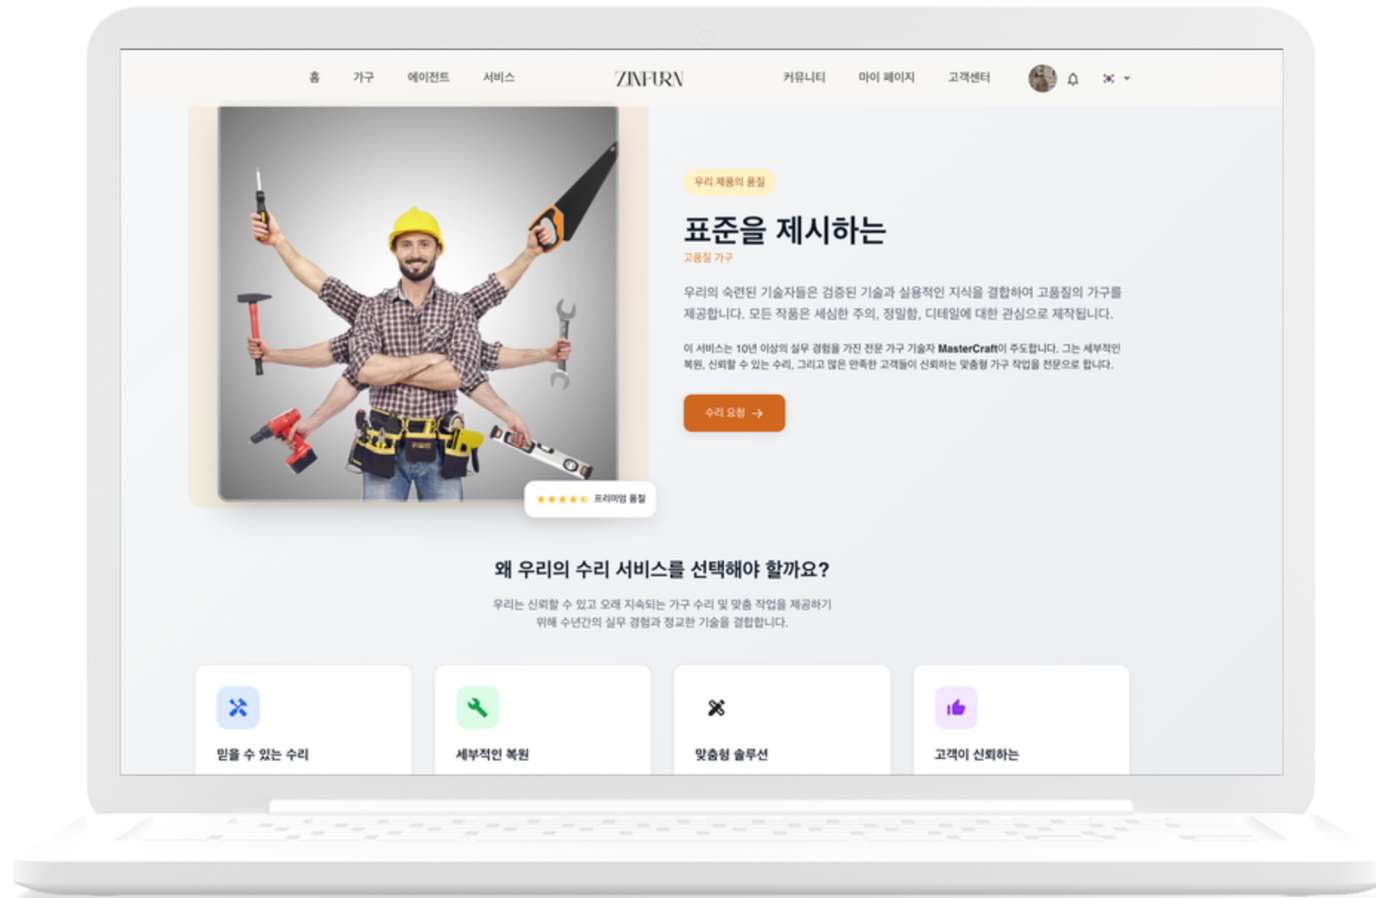 홈 가구 에이전트 서비스 ZINFURN 커뮤니티 마이 페이지 고객센터
우리 제품의 품질
표준을 제시하는
고품질 가구
우리의 숙련된 기술자들은 검증된 기술과 실용적인 지식을 결합하여 고품질의 가구를
제공합니다. 모든 작품은 세심한 주의, 정밀함, 디테일에 대한 관심으로 제작됩니다.
이 서비스는 10년 이상의 실무 경험을 가진 전문 가구 기술자 MasterCraft이 주도합니다. 그는 세부적인
복원, 신뢰할 수 있는 수리, 그리고 많은 만족한 고객들이 신뢰하는 맞춤형 가구 작업을 전문으로 합니다.
수리 요청 →
프리미엄 품질
왜 우리의 수리 서비스를 선택해야 할까요?
우리는 신뢰할 수 있고 오래 지속되는 가구 수리 및 맞춤 작업을 제공하기
위해 수년간의 실무 경험과 정교한 기술을 결합합니다.
믿을 수 있는 수리
세부적인 복원
맞춤형 솔루션
고객이 신뢰하는